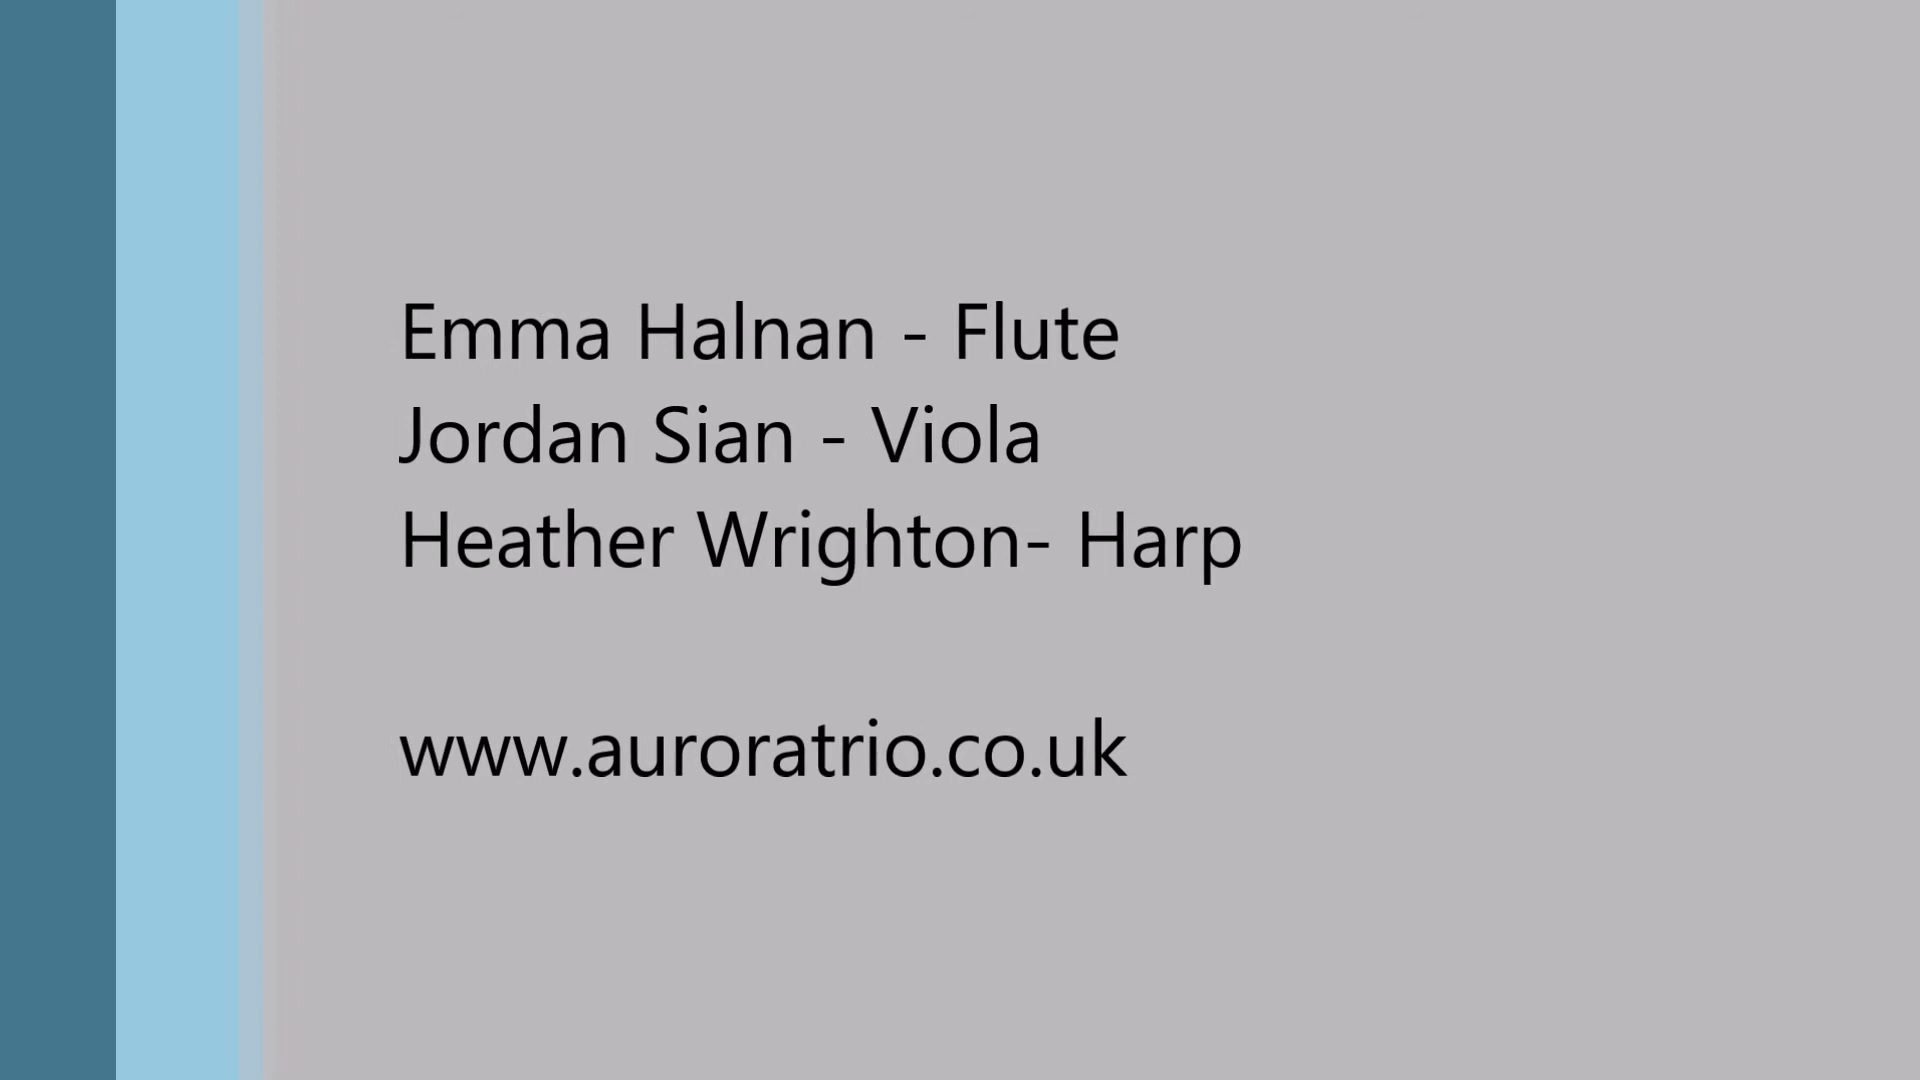 Emma Halnan - Flute
Jordan Sian - Viola
Heather Wrighton- Harp
www.auroratrio.co.uk